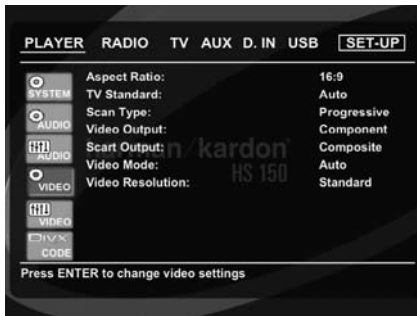 PLAYER RADIO TV AUX D. IN USB SET-UP
SYSTEM
AUDIO
AUDIO
VIDEO
VIDEO
DIVX
CODE
Aspect Ratio: 16:9
TV Standard: Auto
Scan Type: Progressive
Video Output: Component
Scart Output: Composite
Video Mode: Auto
Video Resolution: Standard
harman/kardon
HS 150
Press ENTER to change video settings